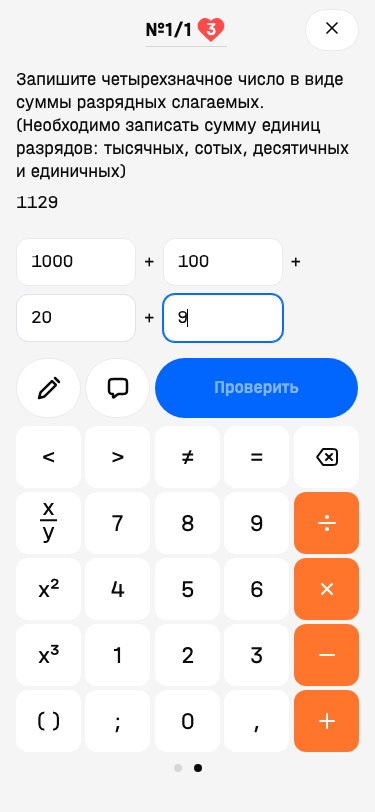 №1/1 3
Запишите четырехзначное число в виде
суммы разрядных слагаемых.
(Необходимо записать сумму единиц
разрядов: тысячных, сотых, десятичных
и единичных)
1129
1000 + 100 +
20 + 9
Проверить
< > ≠ =
x/y 7 8 9 ÷
x² 4 5 6 ×
x³ 1 2 3 −
( ) ; 0 , +